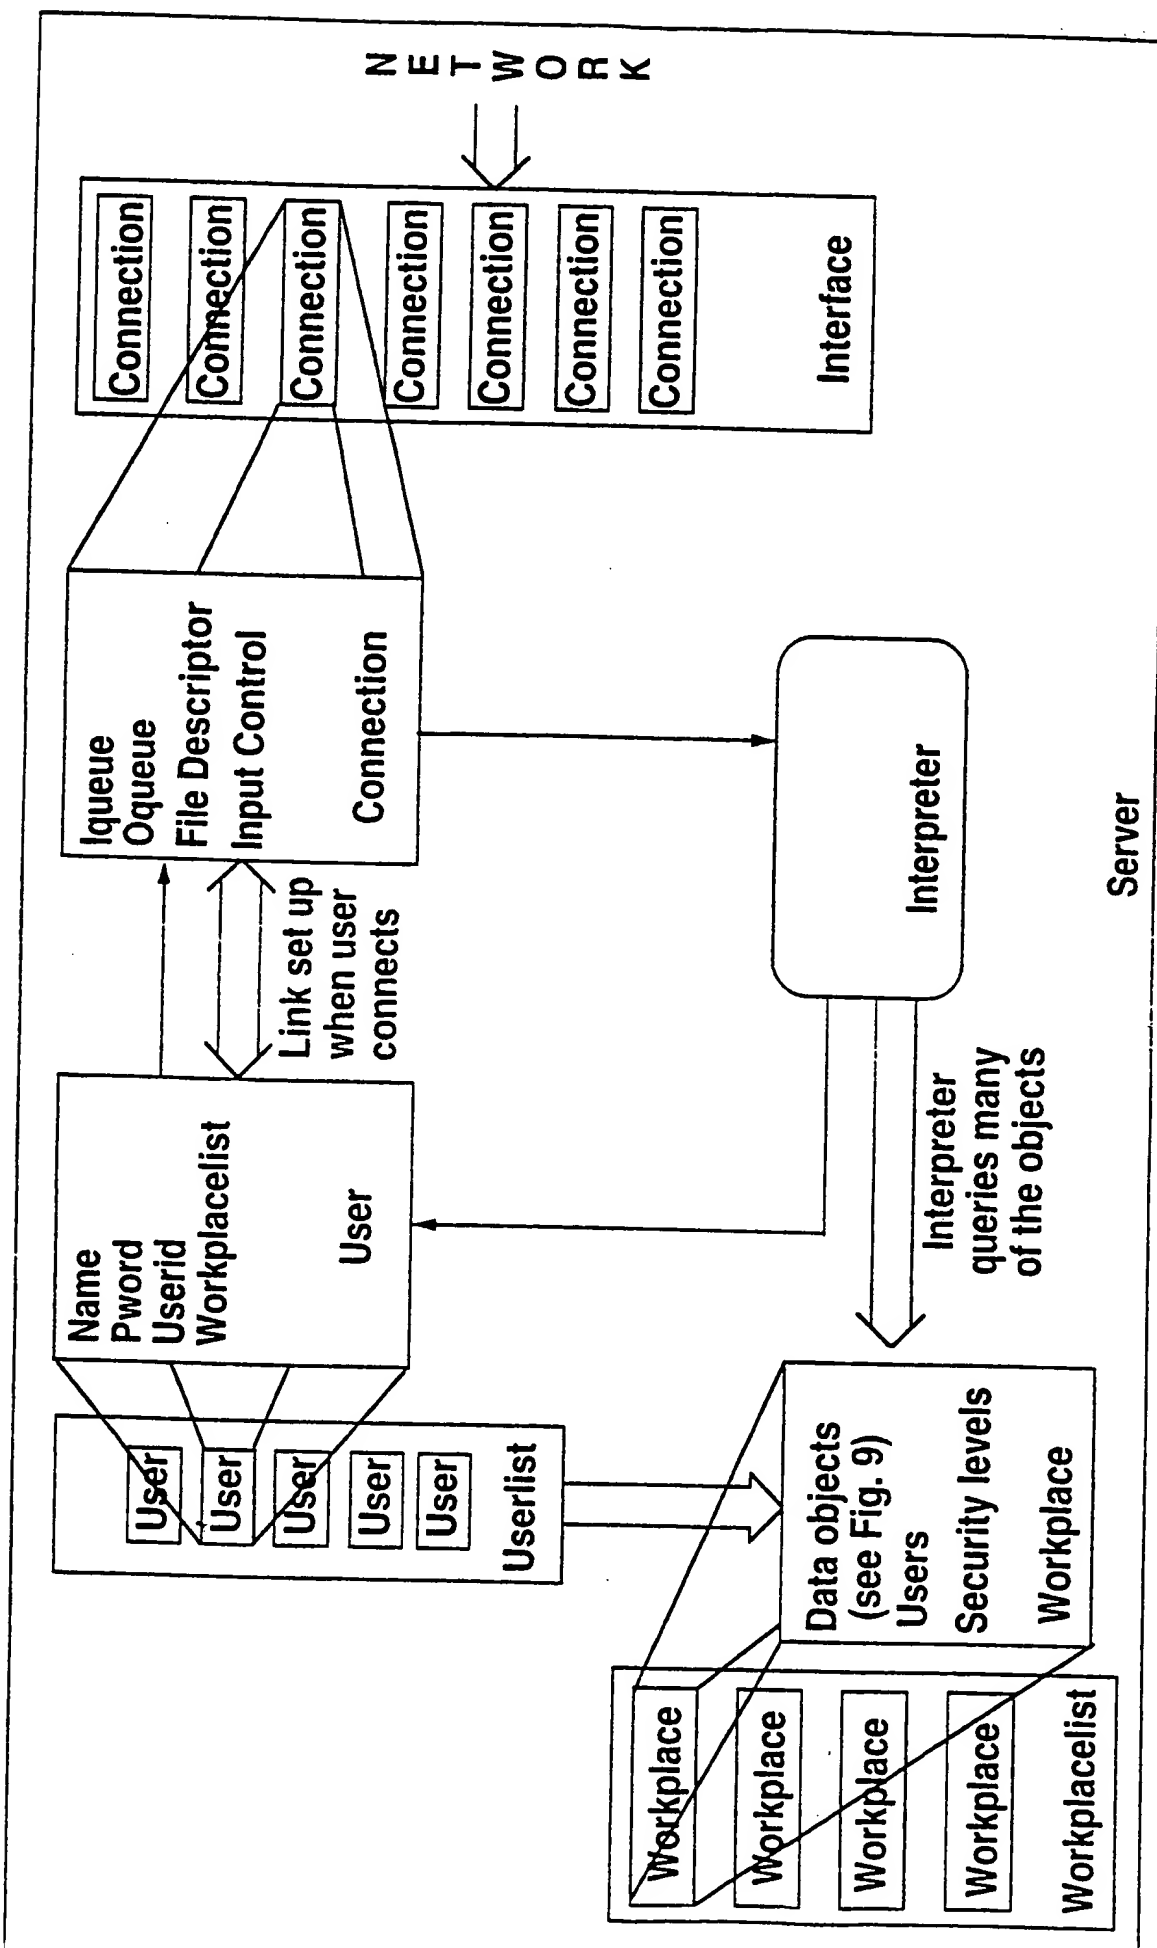 User
User
User
User
User
Userlist
Name
Pword
Userid
Workplacelist
User
Link set up
when user
connects
Iqueue
Oqueue
File Descriptor
Input Control
Connection
Connection
Connection
Connection
Connection
Connection
Connection
Connection
Interface
NETWORK
Workplace
Workplace
Workplace
Workplace
Workplacelist
Data objects
(see Fig. 9)
Users
Security levels
Workplace
Interpreter
queries many
of the objects
Interpreter
Server